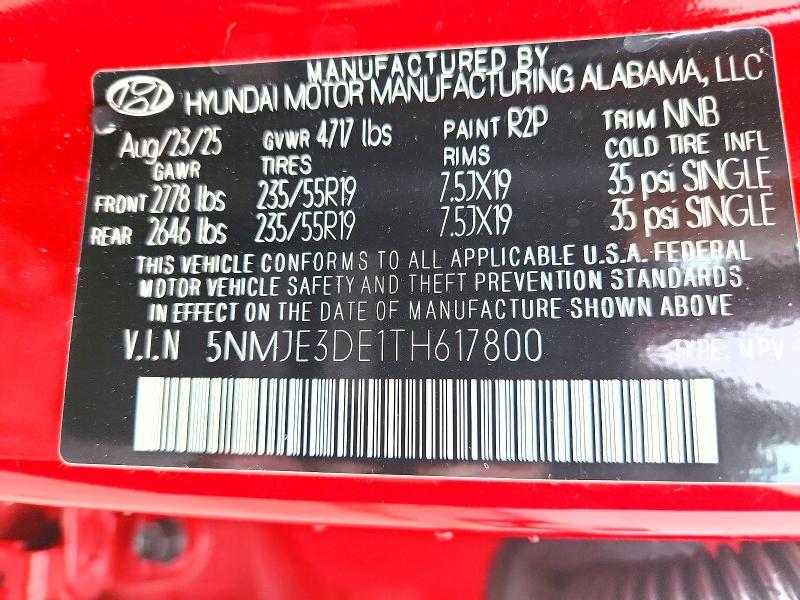 MANUFACTURED BY
HYUNDAI MOTOR MANUFACTURING ALABAMA, LLC
Aug/23/25 GVWR 4717 lbs PAINT R2P TRIM NNB
GAWR TIRES RIMS COLD TIRE INFL
FRONT 2778 lbs 235/55R19 7.5JX19 35 psi SINGLE
REAR 2646 lbs 235/55R19 7.5JX19 35 psi SINGLE
THIS VEHICLE CONFORMS TO ALL APPLICABLE U.S.A. FEDERAL
MOTOR VEHICLE SAFETY AND THEFT PREVENTION STANDARDS
IN EFFECT ON THE DATE OF MANUFACTURE SHOWN ABOVE
V.I.N 5NMJE3DE1TH617800 TYPE: MPV